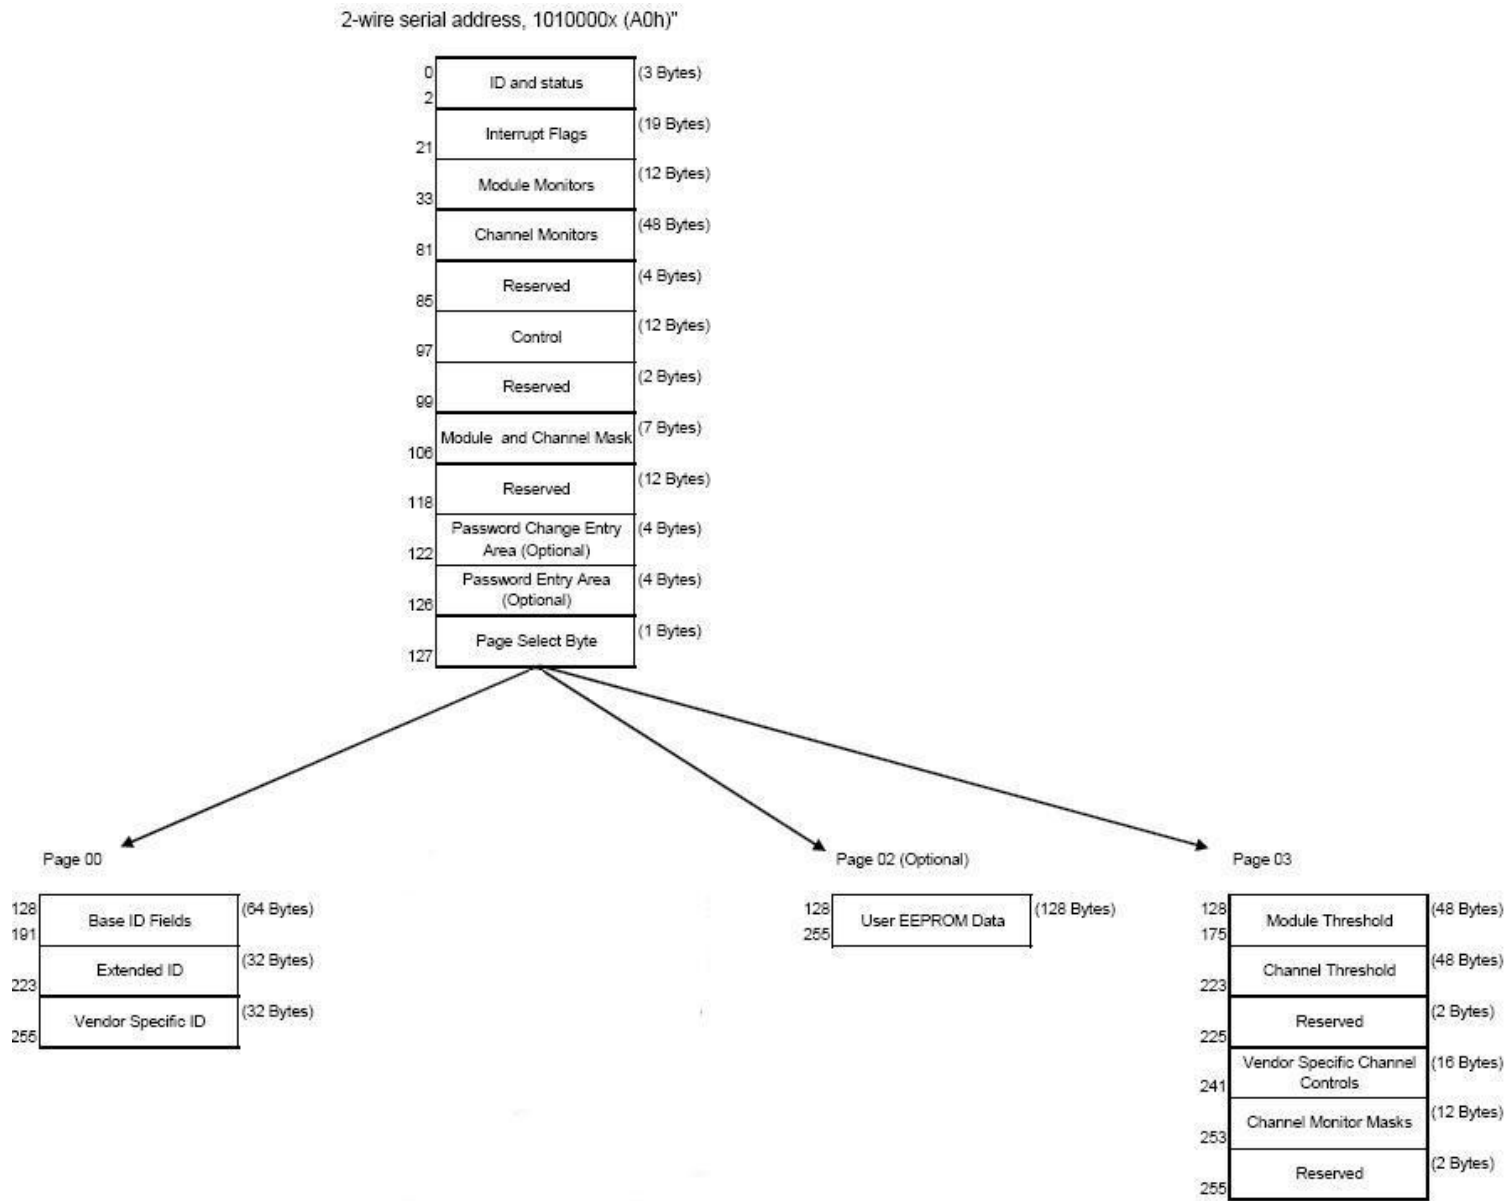 2-wire serial address, 1010000x (A0h)"
0
2
ID and status
(3 Bytes)
21
Interrupt Flags
(19 Bytes)
33
Module Monitors
(12 Bytes)
81
Channel Monitors
(48 Bytes)
85
Reserved
(4 Bytes)
97
Control
(12 Bytes)
99
Reserved
(2 Bytes)
106
Module and Channel Mask
(7 Bytes)
118
Reserved
(12 Bytes)
122
Password Change Entry
Area (Optional)
(4 Bytes)
126
Password Entry Area
(Optional)
(4 Bytes)
127
Page Select Byte
(1 Bytes)
Page 00
128
191
Base ID Fields
(64 Bytes)
223
Extended ID
(32 Bytes)
255
Vendor Specific ID
(32 Bytes)
Page 02 (Optional)
128
255
User EEPROM Data
(128 Bytes)
Page 03
128
175
Module Threshold
(48 Bytes)
223
Channel Threshold
(48 Bytes)
225
Reserved
(2 Bytes)
241
Vendor Specific Channel
Controls
(16 Bytes)
253
Channel Monitor Masks
(12 Bytes)
255
Reserved
(2 Bytes)